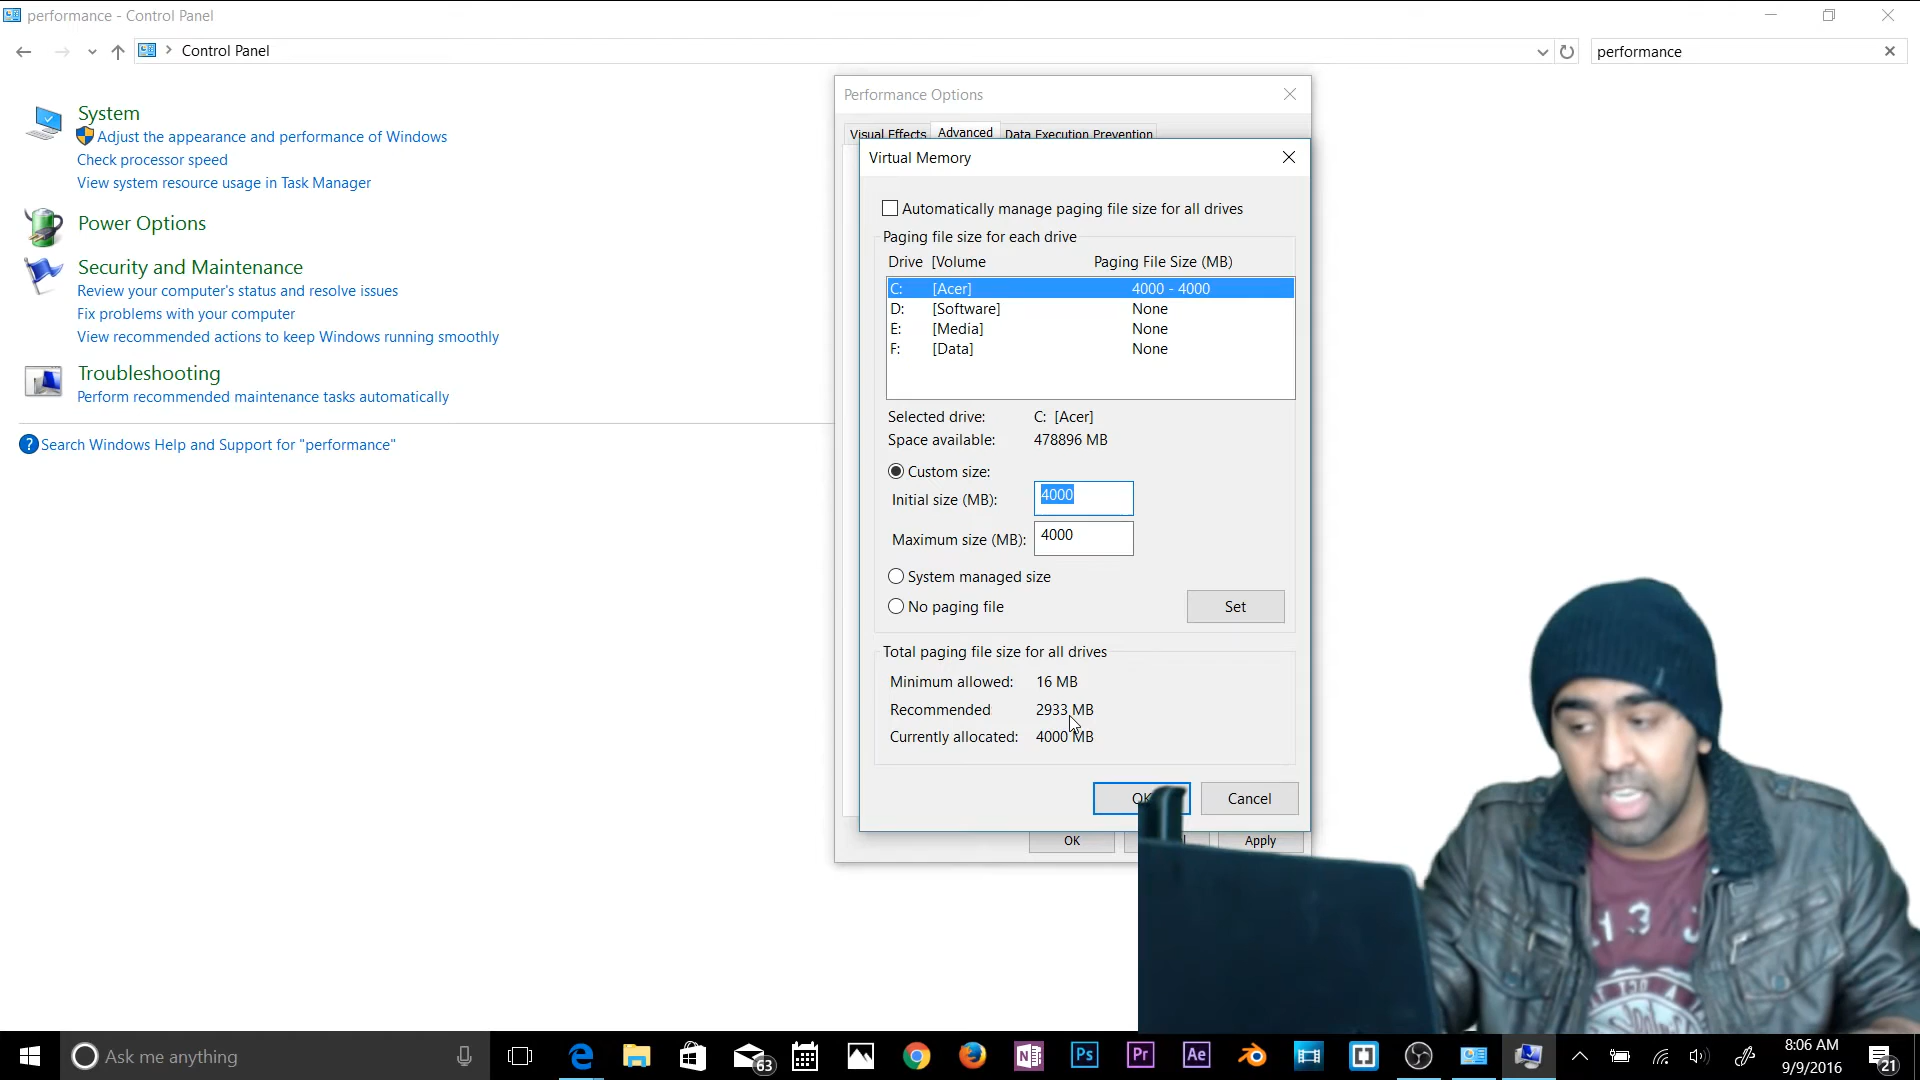 performance - Control Panel
Control Panel
performance
System
Adjust the appearance and performance of Windows
Check processor speed
View system resource usage in Task Manager
Power Options
Security and Maintenance
Review your computer's status and resolve issues
Fix problems with your computer
View recommended actions to keep Windows running smoothly
Troubleshooting
Perform recommended maintenance tasks automatically
Search Windows Help and Support for "performance"
Performance Options
Visual Effects Advanced Data Execution Prevention
Virtual Memory
Automatically manage paging file size for all drives
Paging file size for each drive
Drive [Volume Paging File Size (MB)
C: [Acer] 4000 - 4000
D: [Software] None
E: [Media] None
F: [Data] None
Selected drive: C: [Acer]
Space available: 478896 MB
Custom size:
Initial size (MB): 4000
Maximum size (MB): 4000
System managed size
No paging file Set
Total paging file size for all drives
Minimum allowed: 16 MB
Recommended 2933 MB
Currently allocated: 4000 MB
OK Cancel
OK Apply
Ask me anything
63
N
Ps
Pr
Ae
8:06 AM
9/9/2016
21